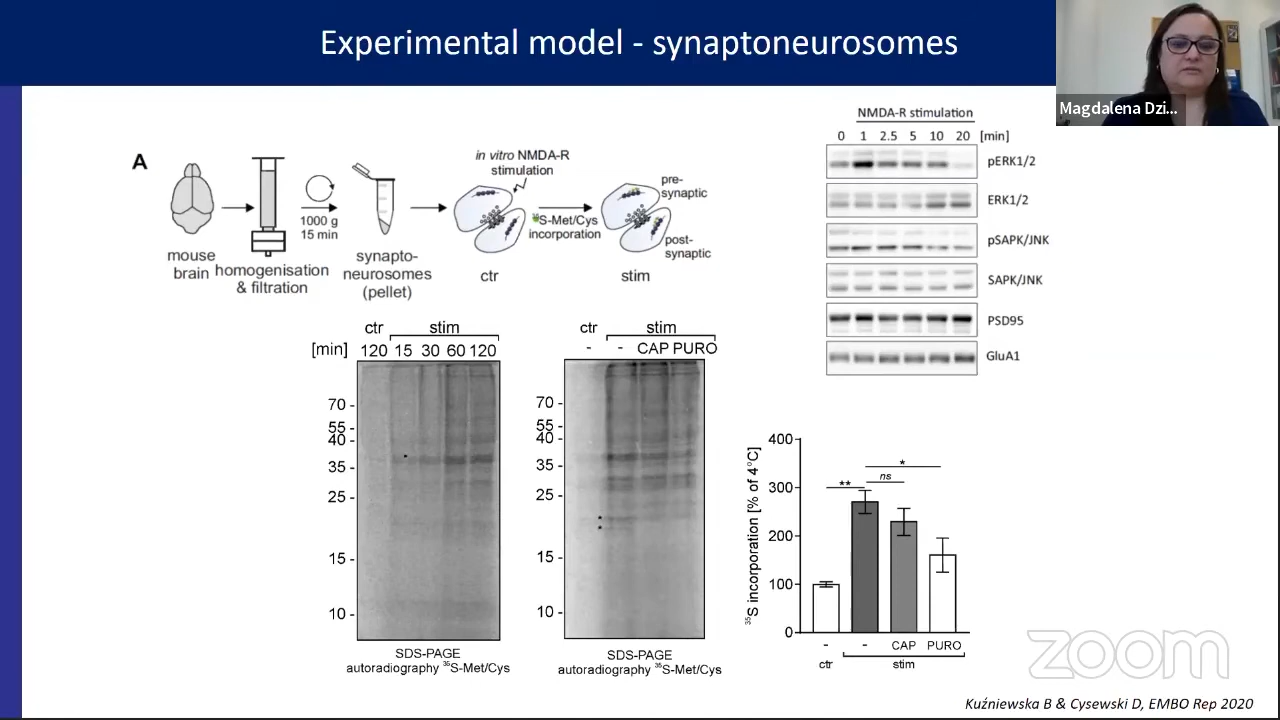 Experimental model - synaptoneurosomes
Magdalena Dzi...
A
mouse
brain
homogenisation
& filtration
1000 g
15 min
synapto-
neurosomes
(pellet)
in vitro NMDA-R
stimulation
ctr
³⁵S-Met/Cys
incorporation
pre-
synaptic
post-
synaptic
stim
NMDA-R stimulation
0 1 2.5 5 10 20 [min]
pERK1/2
ERK1/2
pSAPK/JNK
SAPK/JNK
PSD95
GluA1
ctr stim
[min] 120 15 30 60 120
70 -
55 -
40 -
35 -
25 -
15 -
10 -
SDS-PAGE
autoradiography ³⁵S-Met/Cys
ctr stim
- - CAP PURO
70 -
55 -
40 -
35 -
25 -
15 -
10 -
SDS-PAGE
autoradiography ³⁵S-Met/Cys
³⁵S incorporation [% of 4°C]
400
300
200
100
0
** ns *
- - CAP PURO
ctr stim
zoom
Kuźniewska B & Cysewski D, EMBO Rep 2020